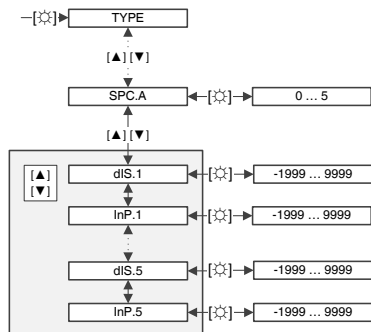 –[☼]→ TYPE
[▲] [▼]
SPC.A [☼] 0 ... 5
[▲] [▼]
[▲] dIS.1 [☼] -1999 ... 9999
[▼]
InP.1 [☼] -1999 ... 9999
dIS.5 [☼] -1999 ... 9999
InP.5 [☼] -1999 ... 9999